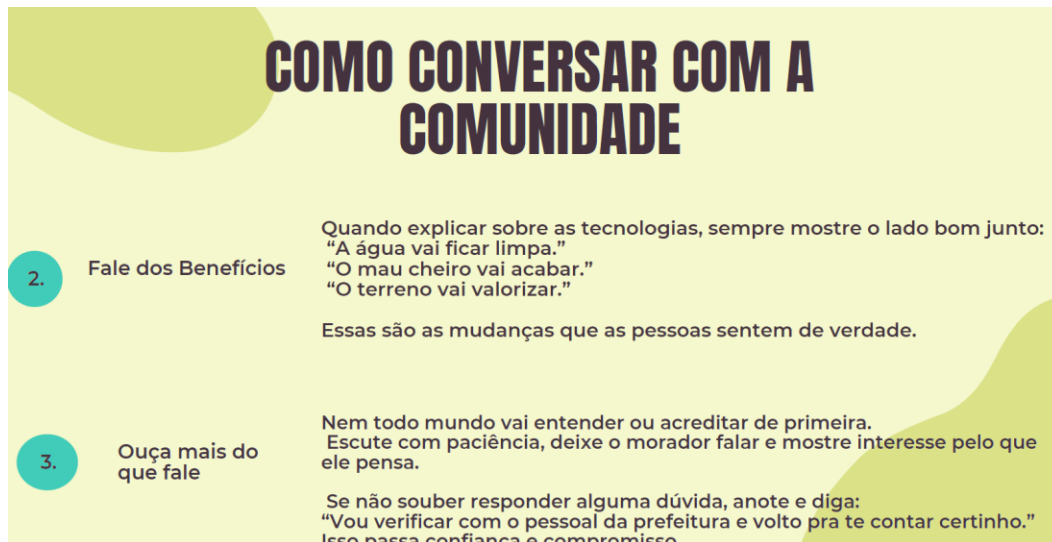 COMO CONVERSAR COM A
COMUNIDADE
2.
Fale dos Benefícios
Quando explicar sobre as tecnologias, sempre mostre o lado bom junto:
“A água vai ficar limpa.”
“O mau cheiro vai acabar.”
“O terreno vai valorizar.”
Essas são as mudanças que as pessoas sentem de verdade.
3.
Ouça mais do
que fale
Nem todo mundo vai entender ou acreditar de primeira.
Escute com paciência, deixe o morador falar e mostre interesse pelo que
ele pensa.
Se não souber responder alguma dúvida, anote e diga:
“Vou verificar com o pessoal da prefeitura e volto pra te contar certinho.”
Isso passa confiança e compromisso.